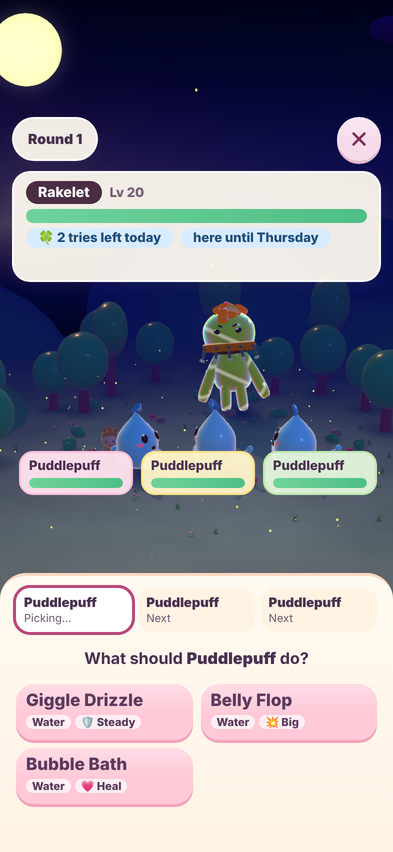 Round 1
Rakelet Lv 20
🍀 2 tries left today here until Thursday
Puddlepuff Puddlepuff Puddlepuff
Puddlepuff Puddlepuff Puddlepuff
Picking... Next Next
What should Puddlepuff do?
Giggle Drizzle Belly Flop
Water 🛡️ Steady Water 💥 Big
Bubble Bath
Water 💗 Heal